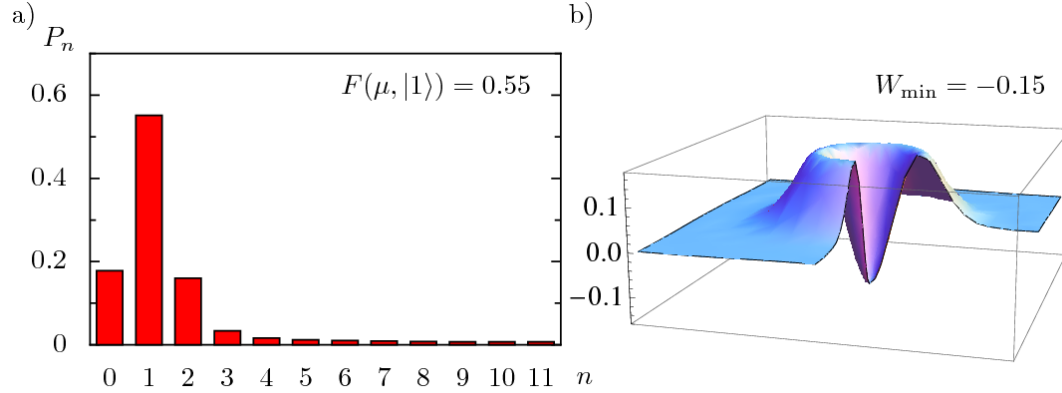 a)
P_n
F(μ, |1⟩) = 0.55
0.6
0.4
0.2
0
0 1 2 3 4 5 6 7 8 9 10 11 n
b)
W_min = −0.15
0.1
0.0
−0.1